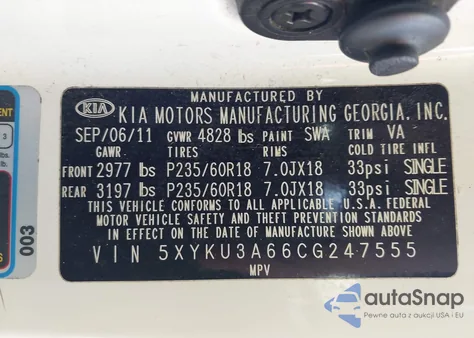 MANUFACTURED BY
KIA KIA MOTORS MANUFACTURING GEORGIA, INC.
SEP/06/11 GVWR 4828 lbs PAINT SWA TRIM VA
GAWR TIRES RIMS COLD TIRE INFL
FRONT 2977 lbs P235/60R18 7.0JX18 33psi SINGLE
REAR 3197 lbs P235/60R18 7.0JX18 33psi SINGLE
THIS VEHICLE CONFORMS TO ALL APPLICABLE U.S.A. FEDERAL
MOTOR VEHICLE SAFETY AND THEFT PREVENTION STANDARDS
IN EFFECT ON THE DATE OF MANUFACTURE SHOWN ABOVE
VIN 5XYKU3A66CG247555
MPV
003
autoSnap
Pewne auta z aukcji USA i EU